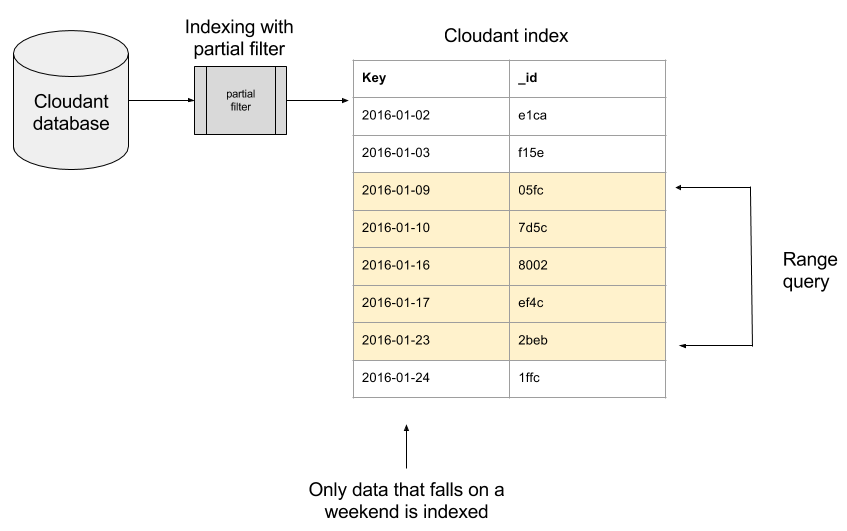 Indexing with
partial filter
Cloudant index
Cloudant
database
partial
filter
Key _id
2016-01-02 e1ca
2016-01-03 f15e
2016-01-09 05fc
2016-01-10 7d5c
2016-01-16 8002
2016-01-17 ef4c
2016-01-23 2beb
2016-01-24 1ffc
Range
query
Only data that falls on a
weekend is indexed